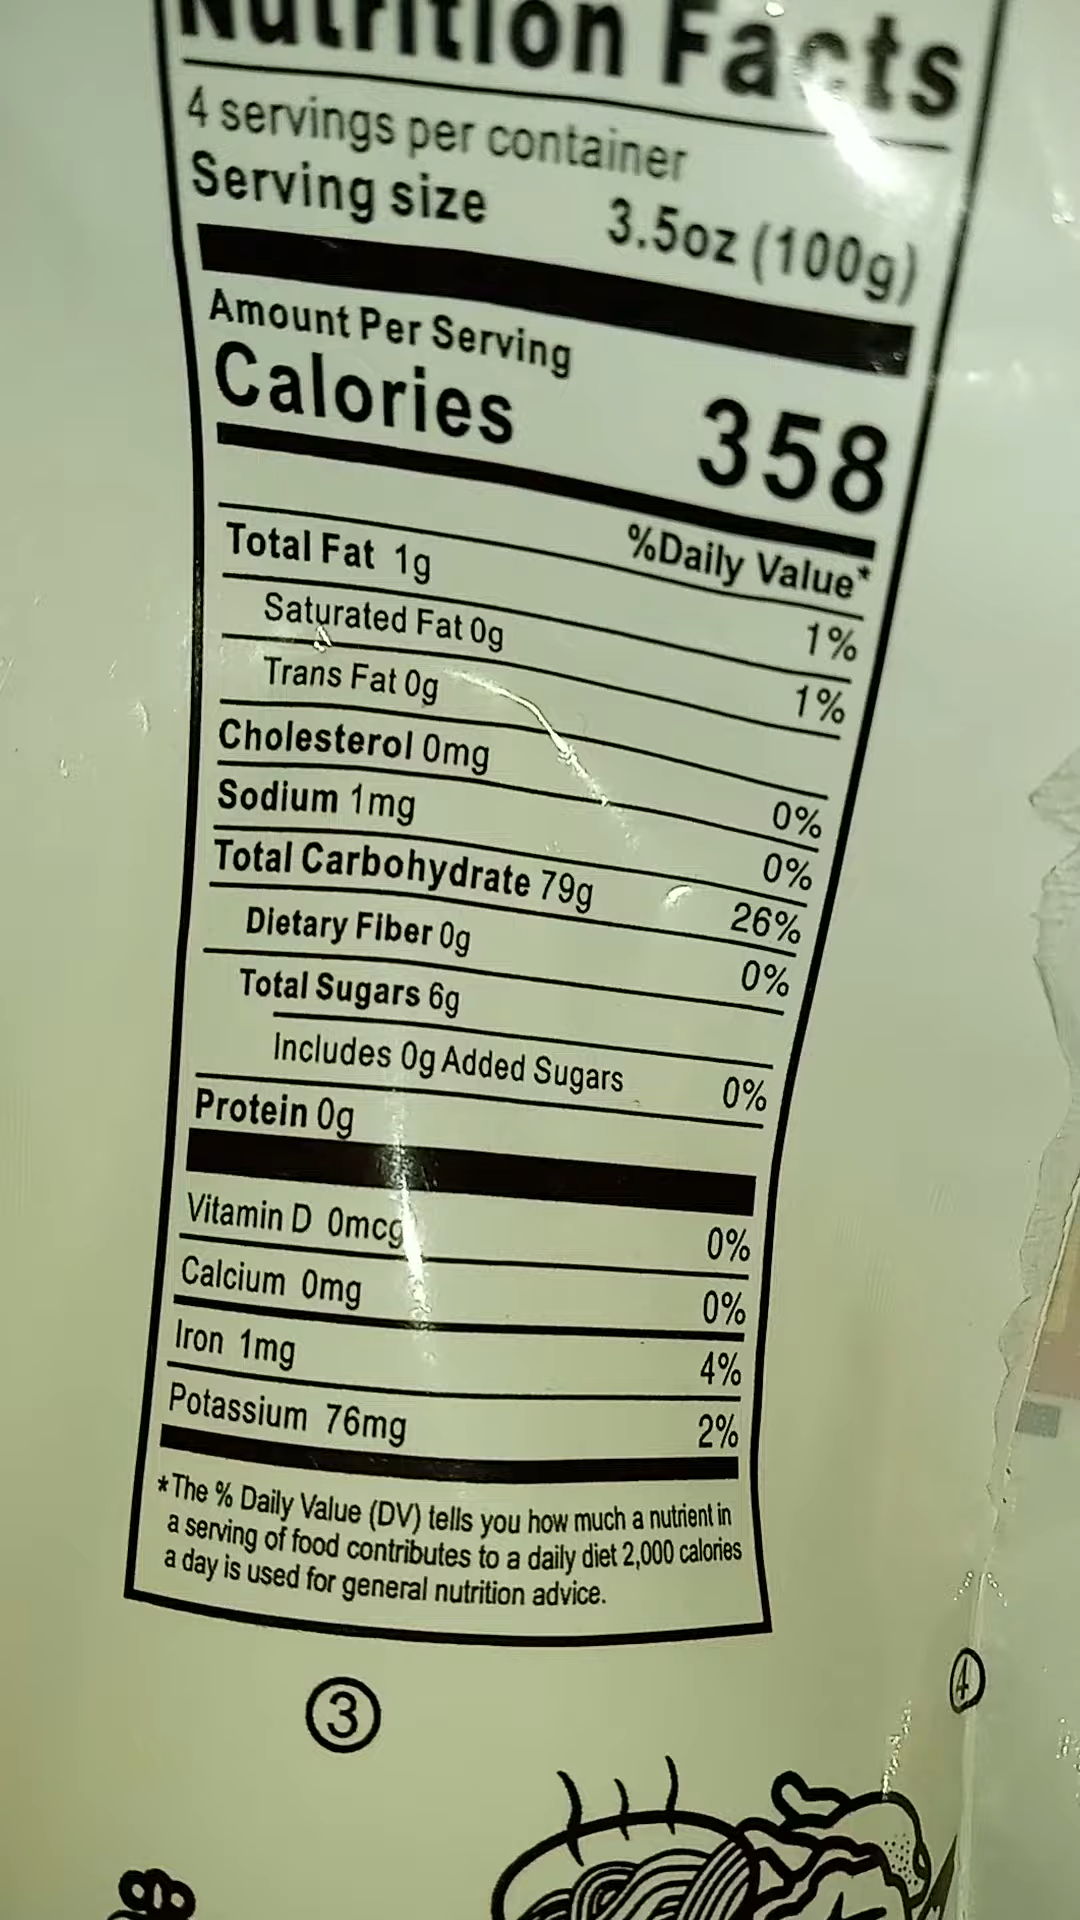 Nutrition Facts
4 servings per container
Serving size 3.5oz (100g)
Amount Per Serving
Calories 358
%Daily Value*
Total Fat 1g 1%
Saturated Fat 0g 1%
Trans Fat 0g
Cholesterol 0mg 0%
Sodium 1mg 0%
Total Carbohydrate 79g 26%
Dietary Fiber 0g 0%
Total Sugars 6g
Includes 0g Added Sugars 0%
Protein 0g
Vitamin D 0mcg 0%
Calcium 0mg 0%
Iron 1mg 4%
Potassium 76mg 2%
*The % Daily Value (DV) tells you how much a nutrient in
a serving of food contributes to a daily diet 2,000 calories
a day is used for general nutrition advice.
③
④